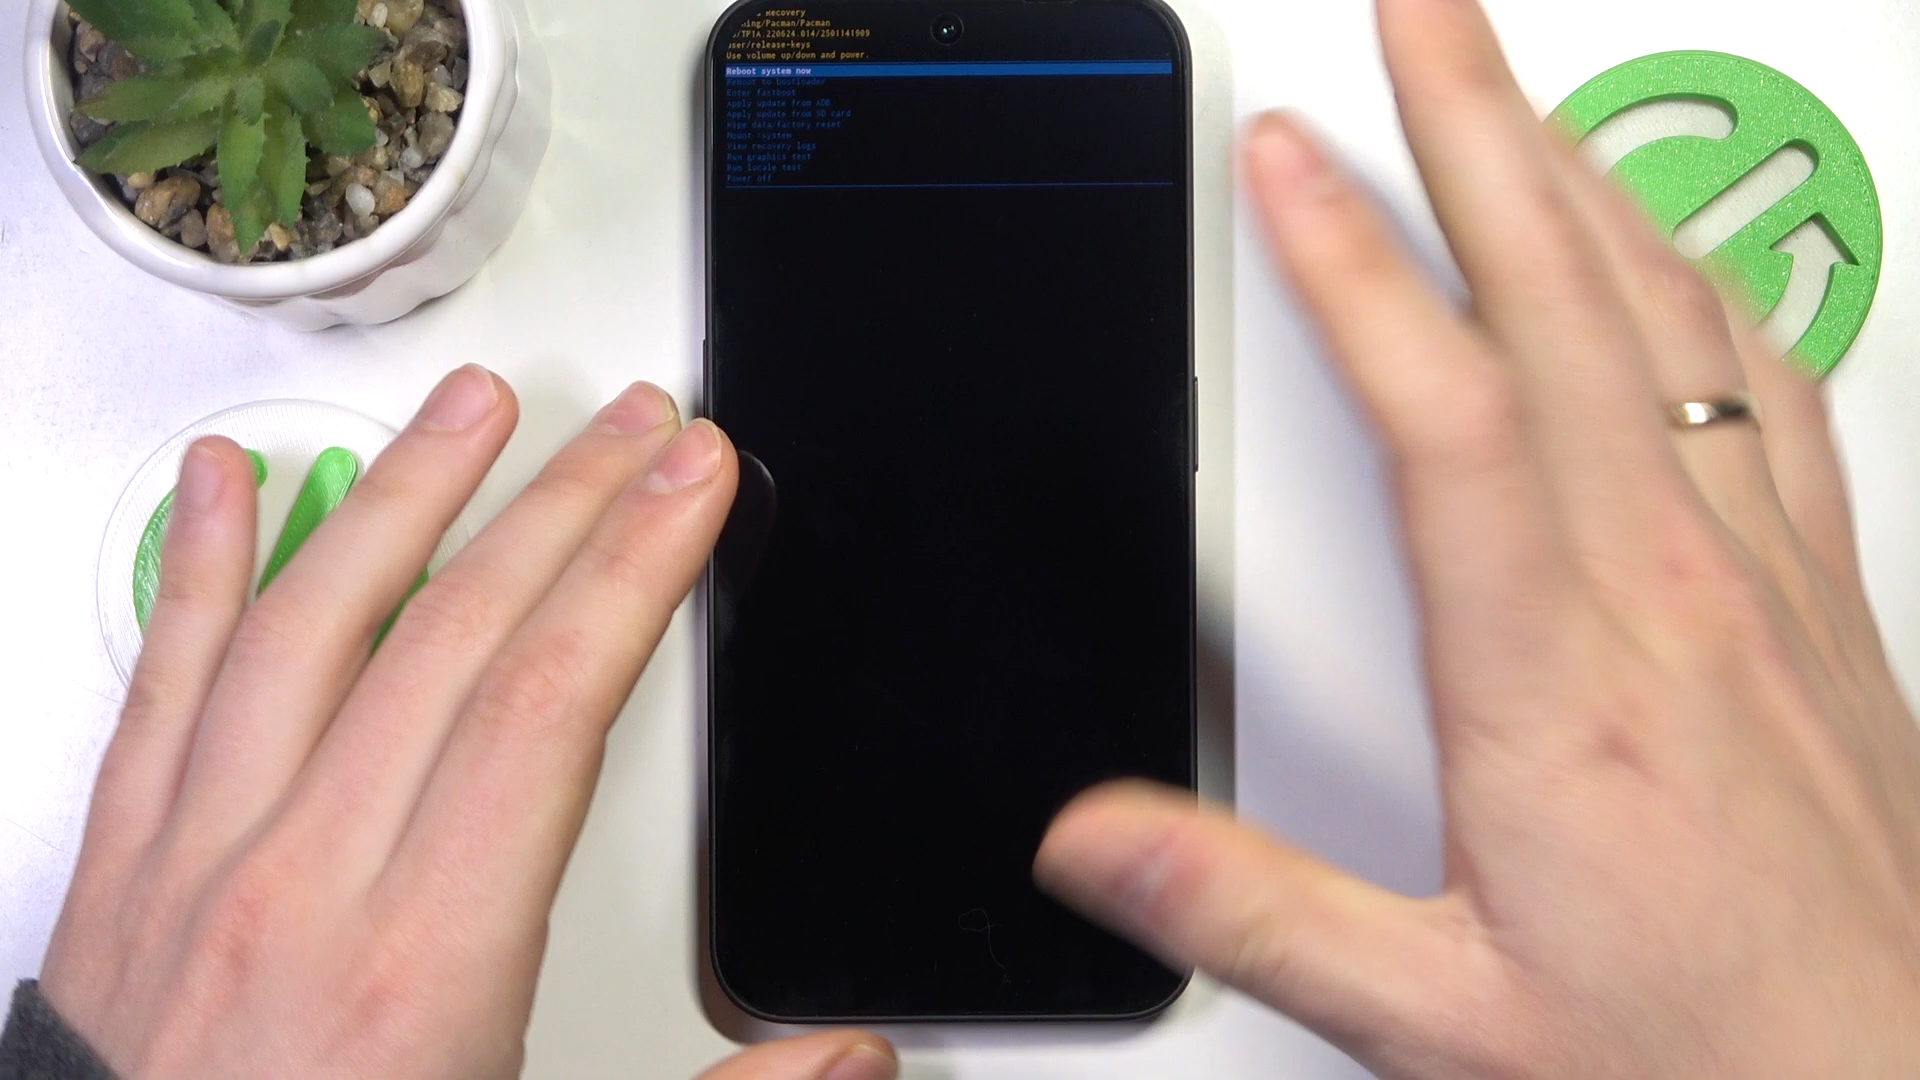 Recovery
ing/Pacman/Pacman
/TP1A.220624.014/2501141909
user/release-keys
Use volume up/down and power.
Reboot system now
Reboot to bootloader
Enter fastboot
Apply update from ADB
Apply update from SD card
Wipe data/factory reset
Mount /system
View recovery logs
Run graphics test
Run locale test
Power off